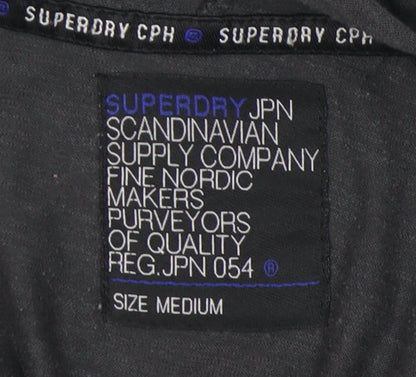 SUPERDRY CPH SUPERDRY CPH
SUPERDRY JPN
SCANDINAVIAN
SUPPLY COMPANY
FINE NORDIC
MAKERS
PURVEYORS
OF QUALITY
REG.JPN 054 ®
SIZE MEDIUM